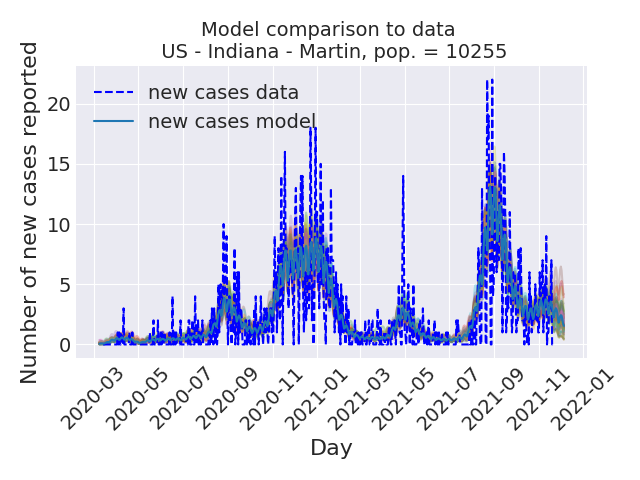 Model comparison to data
US - Indiana - Martin, pop. = 10255
new cases data
new cases model
Number of new cases reported
20
15
10
5
0
2020-03
2020-05
2020-07
2020-09
2020-11
2021-01
2021-03
2021-05
2021-07
2021-09
2021-11
2022-01
Day